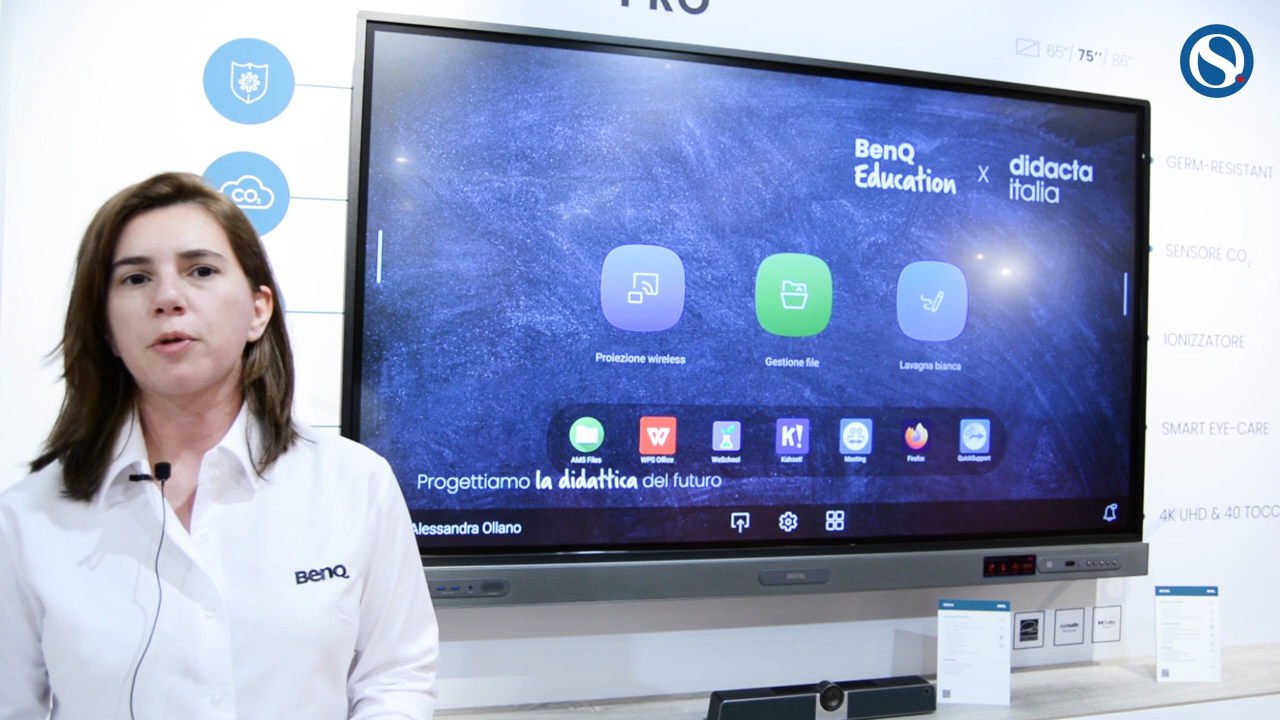 PRO
65"/ 75"/ 86"
CO₂
BenQ
Education
X
didacta
italia
GERM-RESISTANT
SENSORE CO₂
IONIZZATORE
SMART EYE-CARE
4K UHD & 40 TOCC
Proiezione wireless
Gestione file
Lavagna bianca
AMS Files
WPS Office
WeSchool
K!
Kahoot!
Meeting
Firefox
QuickSupport
Progettiamo la didattica del futuro
Alessandra Ollano
BenQ
BenQ